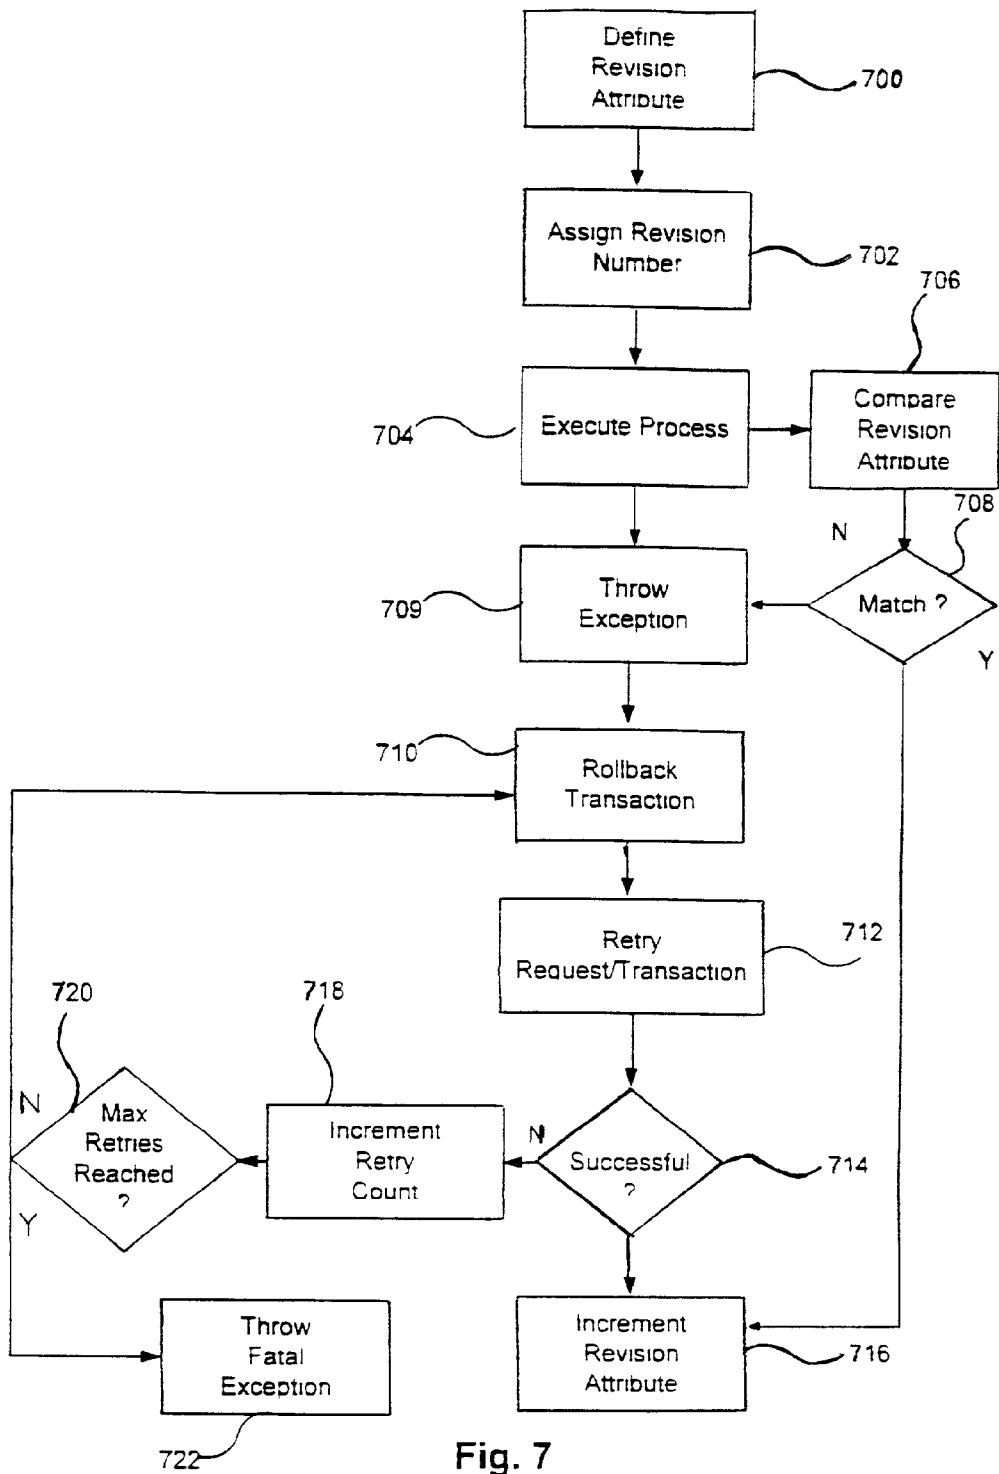 Define
Revision
Attribute
700
Assign Revision
Number
702
706
704
Execute Process
Compare
Revision
Attribute
708
N
709
Throw
Exception
Match ?
Y
710
Rollback
Transaction
712
Retry
Request/Transaction
720
718
N
Max
Retries
Reached
?
Y
Increment
Retry
Count
N
Successful
?
714
Throw
Fatal
Exception
Increment
Revision
Attribute
716
722
Fig. 7